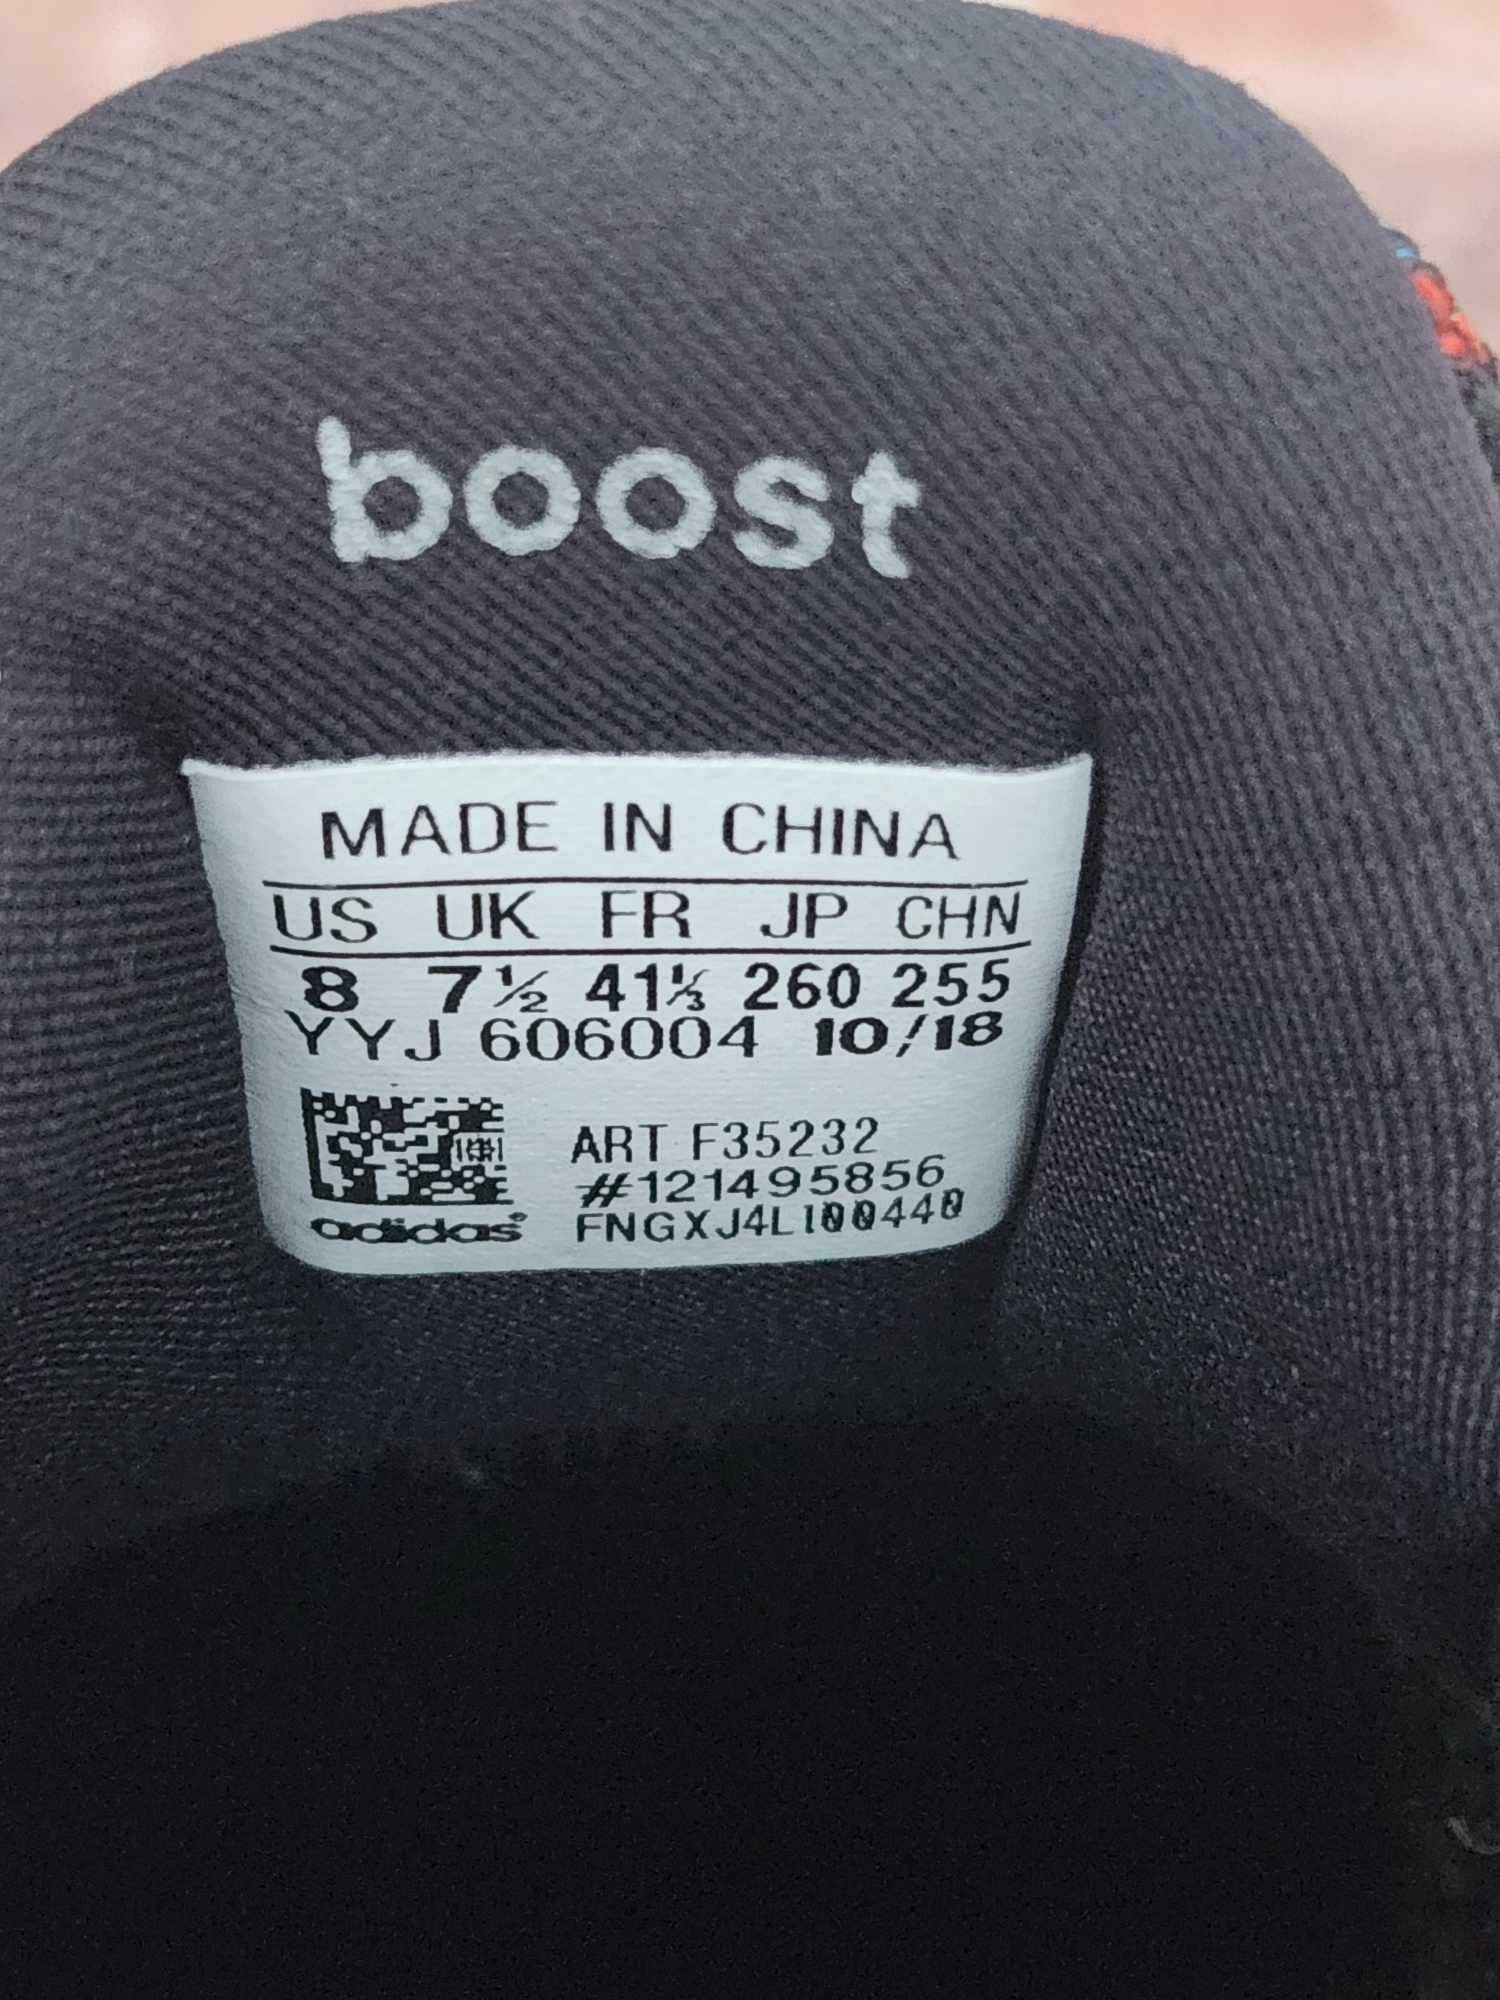 boost
MADE IN CHINA
US UK FR JP CHN
8 7½ 41⅓ 260 255
YYJ 606004 10/18
ART F35232
#121495856
adidas® FNGXJ4L100440